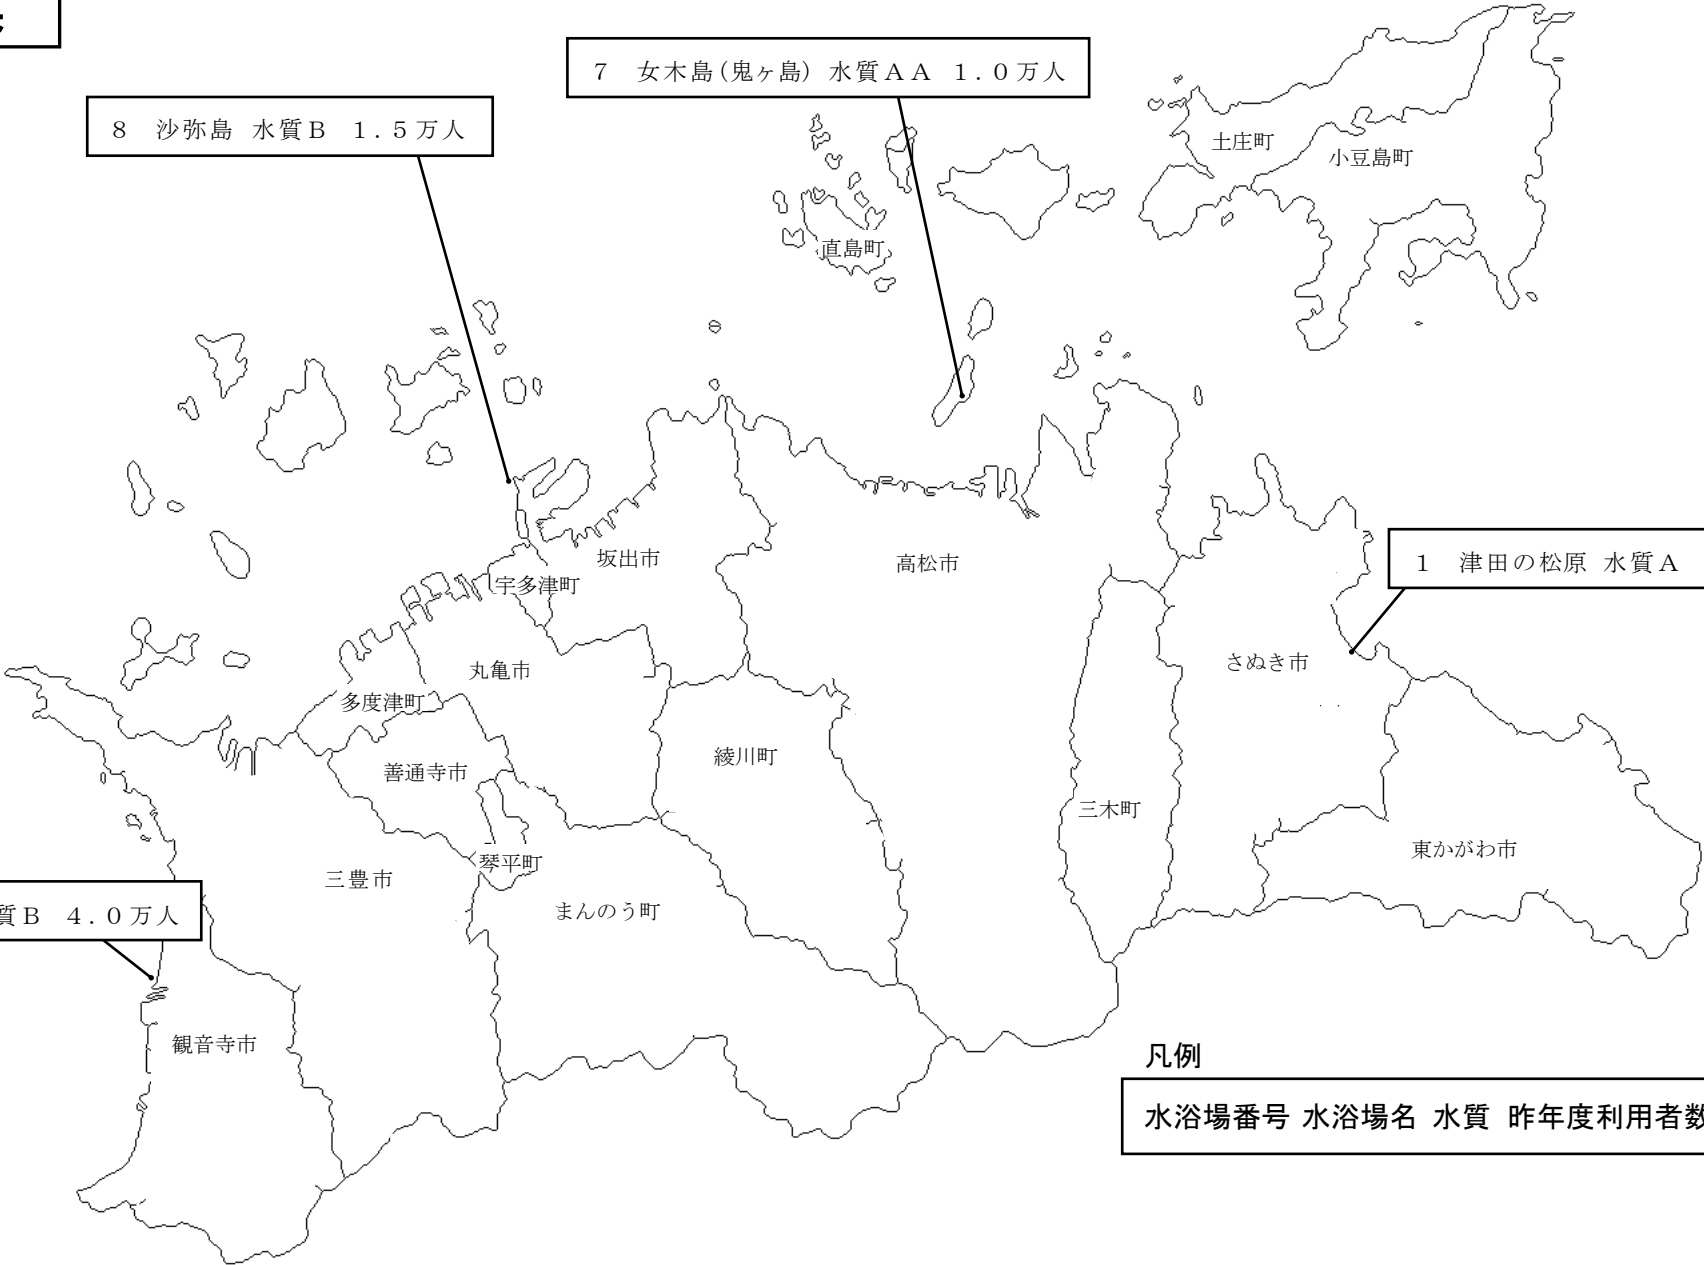 7 女木島(鬼ヶ島) 水質AA 1.0万人
8 沙弥島 水質B 1.5万人
土庄町
小豆島町
直島町
1 津田の松原 水質A
坂出市
高松市
宇多津町
さぬき市
丸亀市
多度津町
善通寺市
綾川町
三木町
東かがわ市
琴平町
三豊市
まんのう町
質B 4.0万人
観音寺市
凡例
水浴場番号 水浴場名 水質 昨年度利用者数